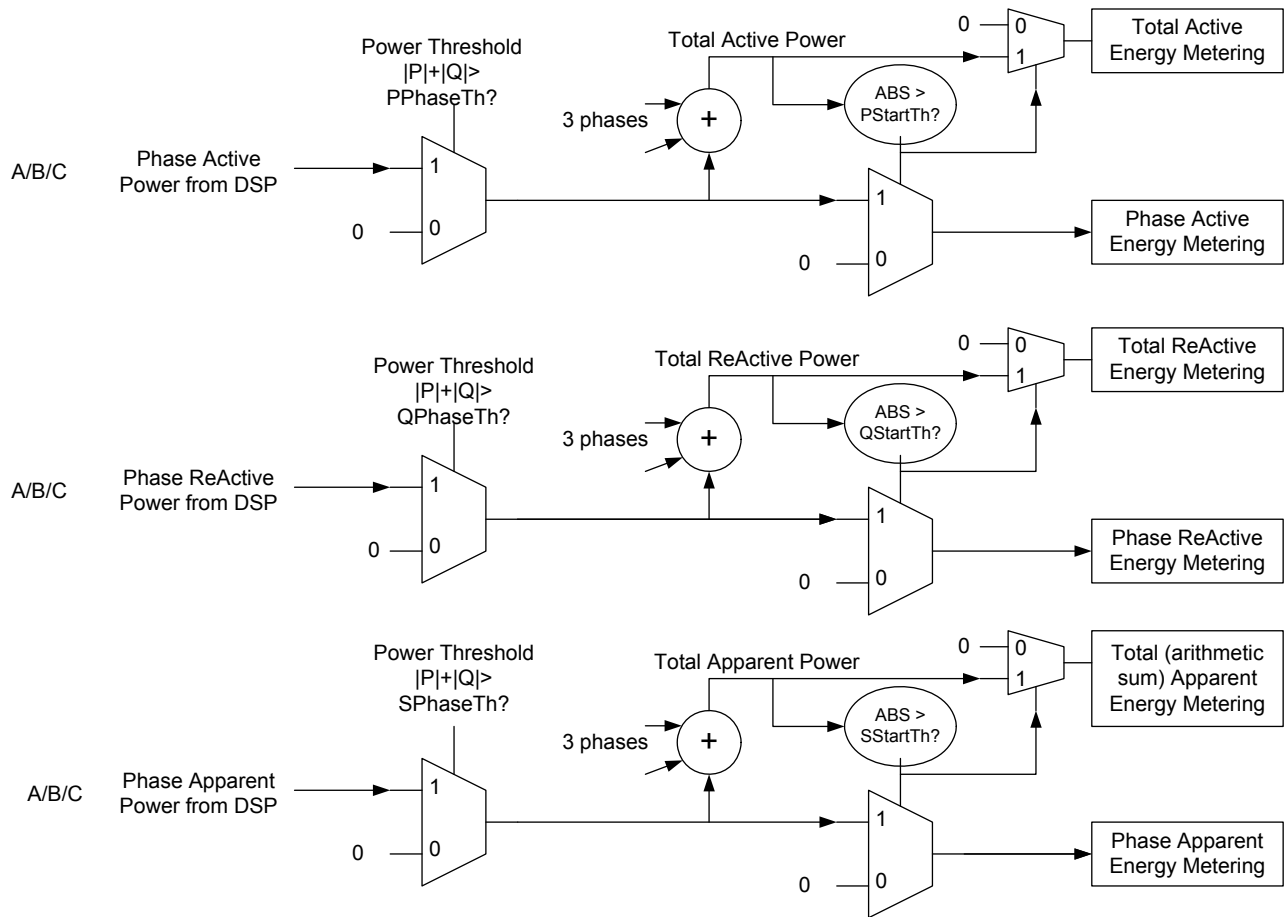 Power Threshold
|P|+|Q|>
PPhaseTh?
Total Active Power
0
0
1
Total Active
Energy Metering
ABS >
PStartTh?
3 phases
+
A/B/C
Phase Active
Power from DSP
1
0
0
1
0
0
Phase Active
Energy Metering
Power Threshold
|P|+|Q|>
QPhaseTh?
Total ReActive Power
0
0
1
Total ReActive
Energy Metering
ABS >
QStartTh?
3 phases
+
A/B/C
Phase ReActive
Power from DSP
1
0
0
1
0
0
Phase ReActive
Energy Metering
Power Threshold
|P|+|Q|>
SPhaseTh?
Total Apparent Power
0
0
1
Total (arithmetic
sum) Apparent
Energy Metering
ABS >
SStartTh?
3 phases
+
A/B/C
Phase Apparent
Power from DSP
1
0
0
1
0
0
Phase Apparent
Energy Metering